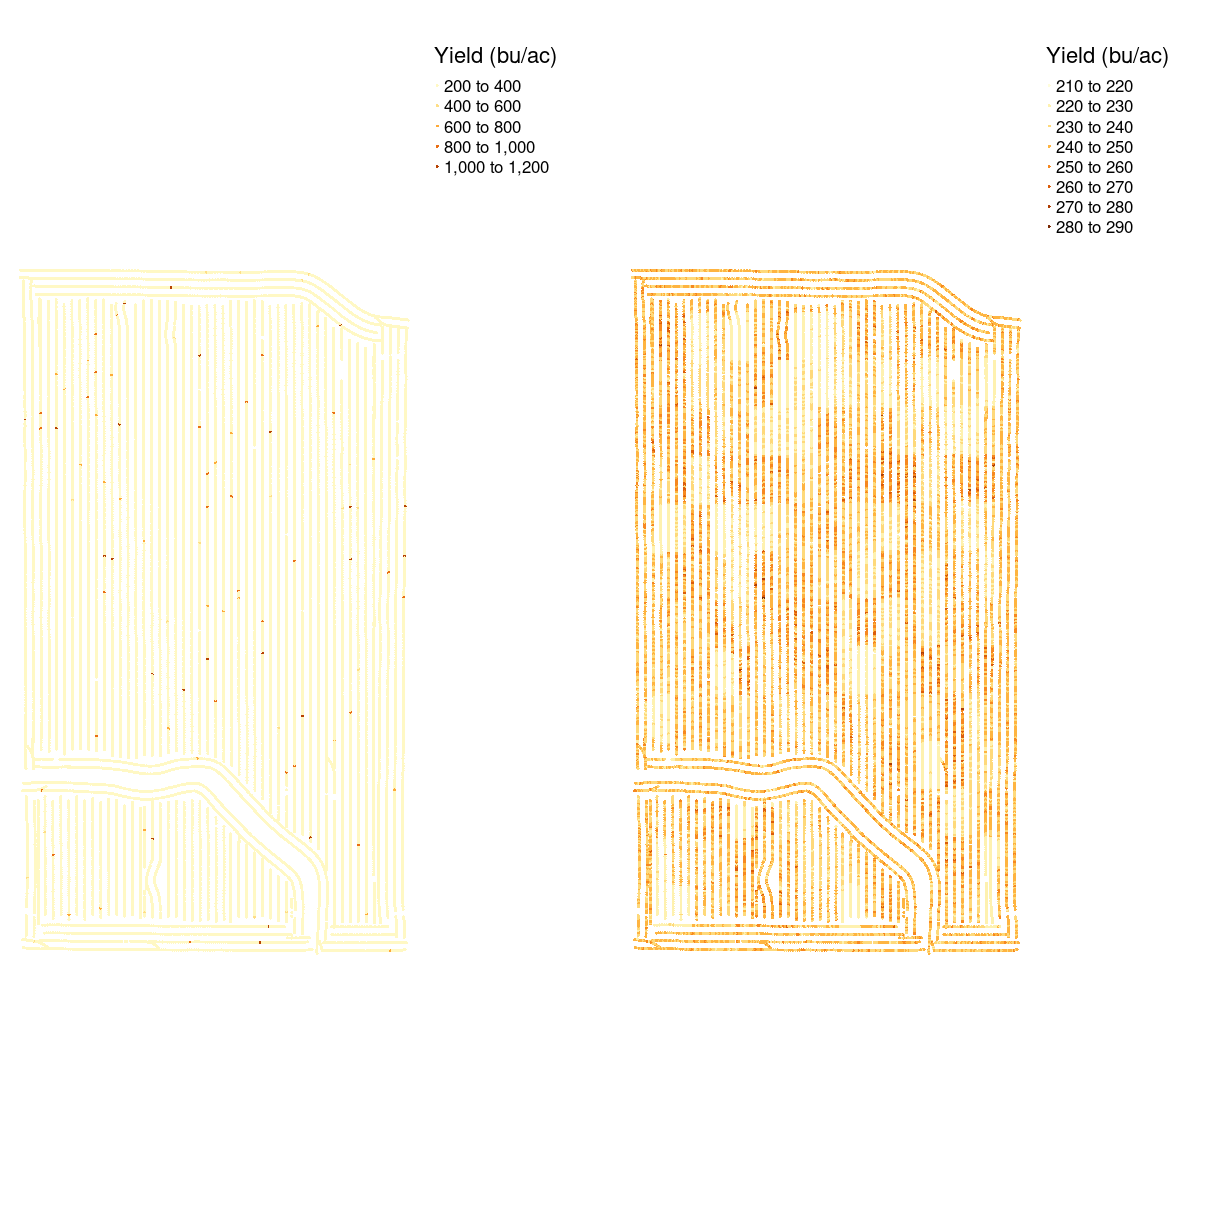 Yield (bu/ac)
200 to 400
400 to 600
600 to 800
800 to 1,000
1,000 to 1,200
Yield (bu/ac)
210 to 220
220 to 230
230 to 240
240 to 250
250 to 260
260 to 270
270 to 280
280 to 290